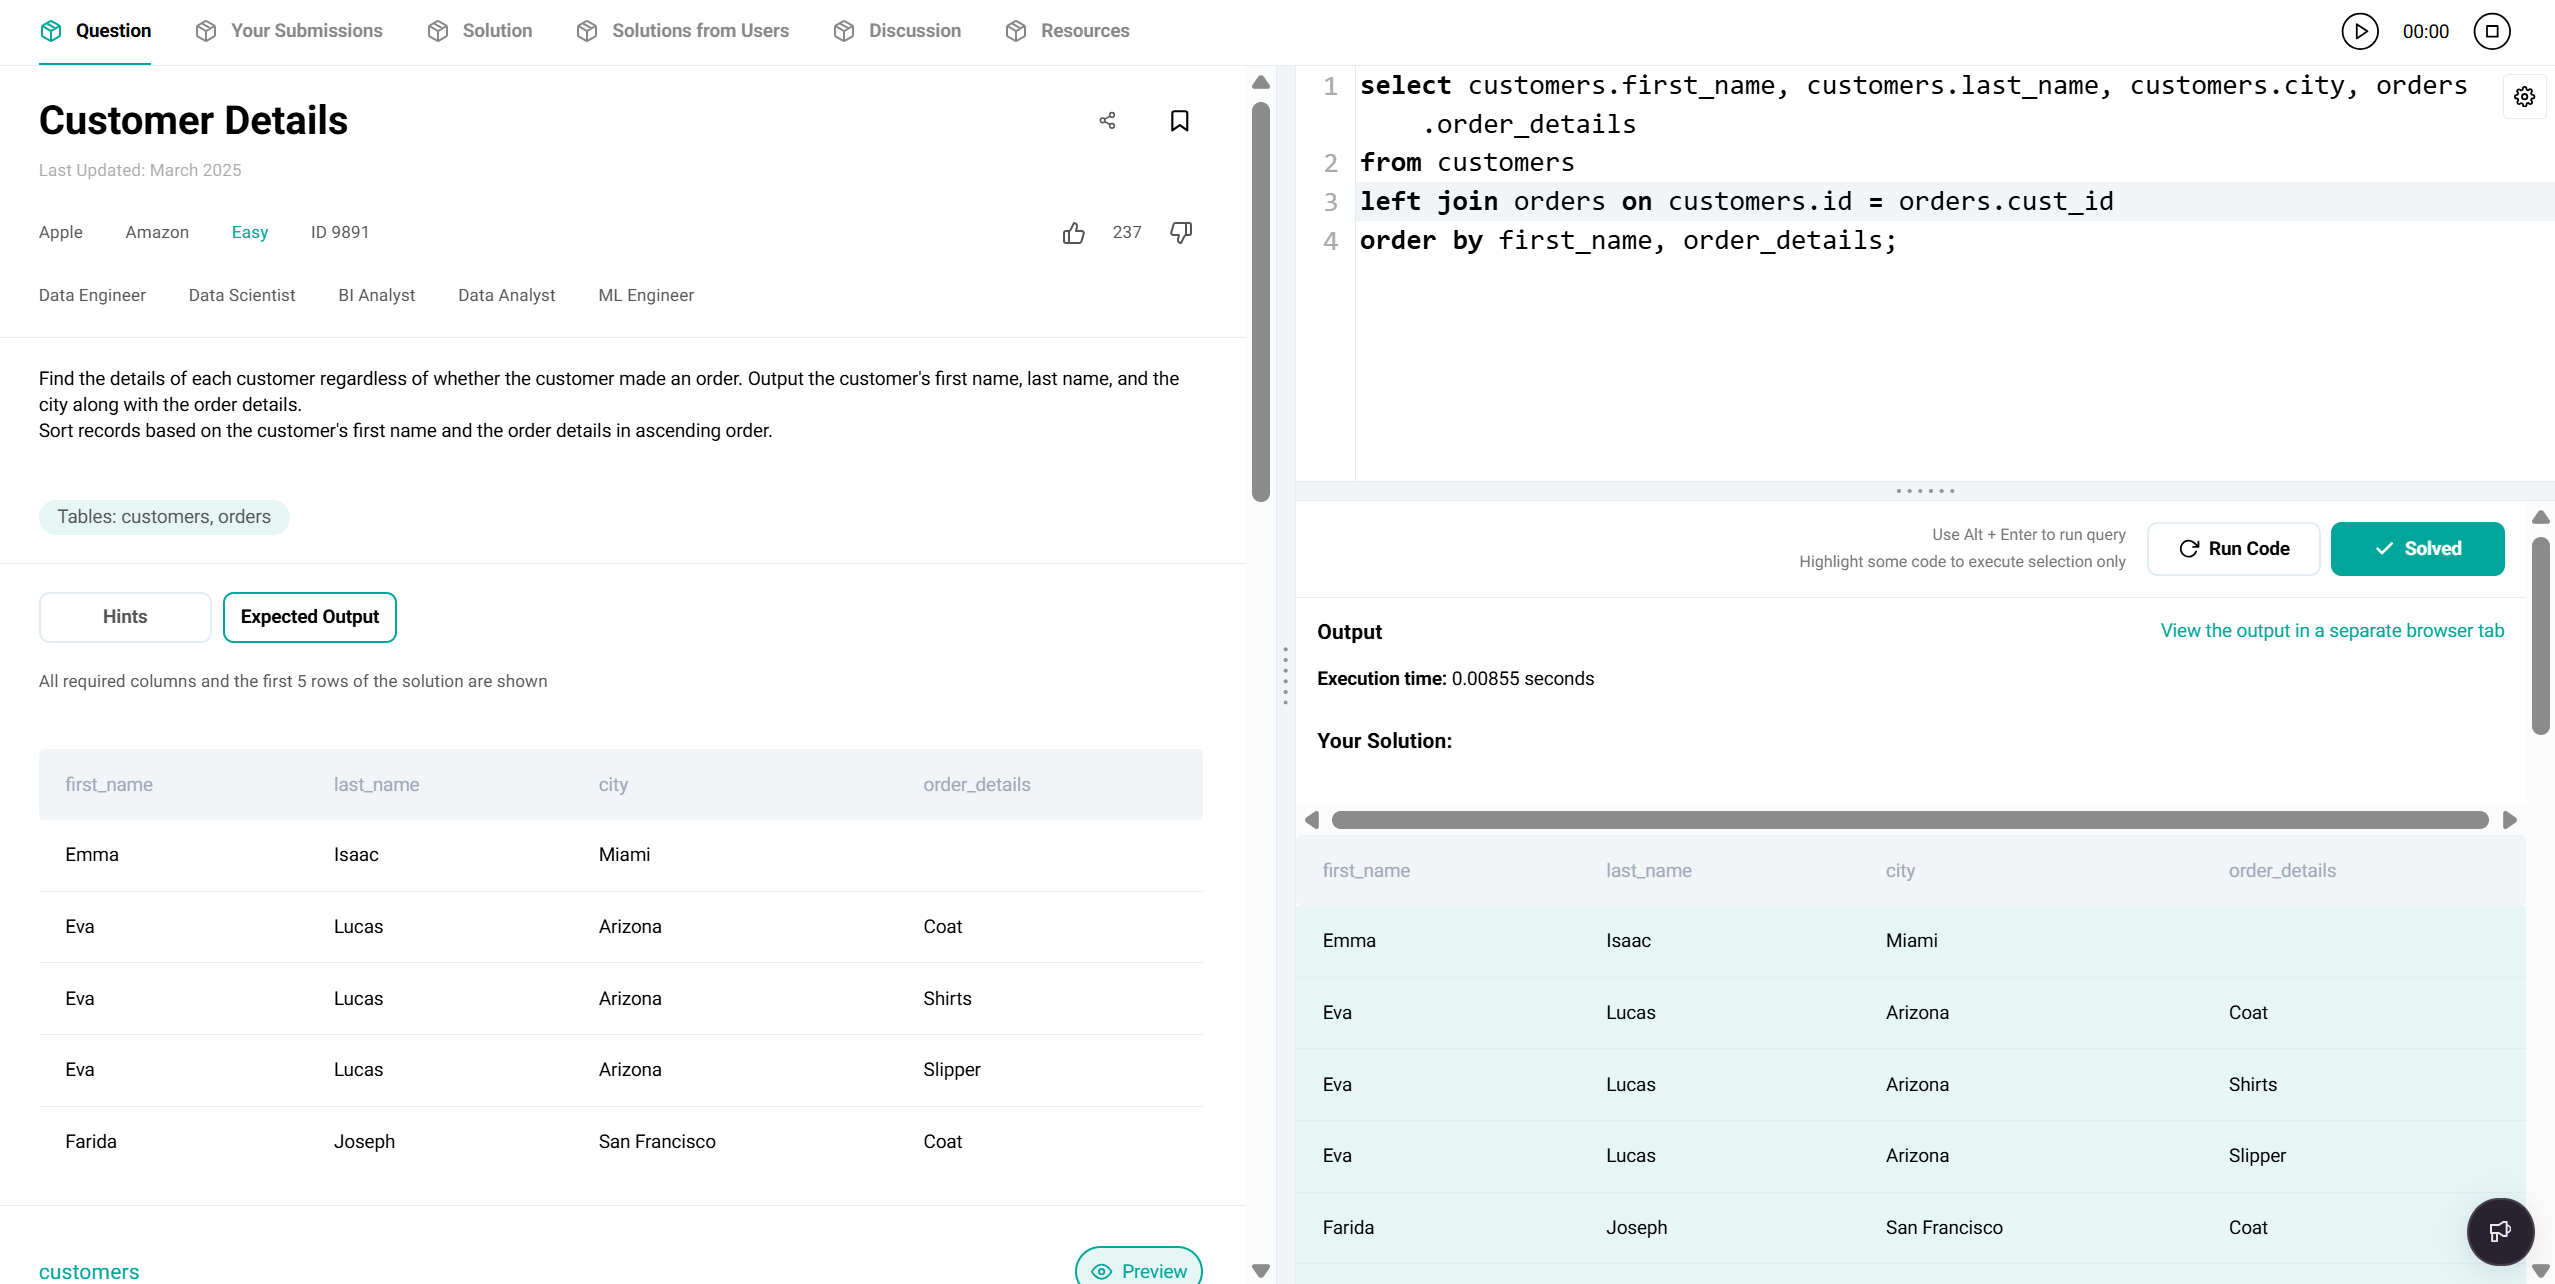 Question Your Submissions Solution Solutions from Users Discussion Resources 00:00
Customer Details
Last Updated: March 2025
Apple Amazon Easy ID 9891 237
Data Engineer Data Scientist BI Analyst Data Analyst ML Engineer
Find the details of each customer regardless of whether the customer made an order. Output the customer's first name, last name, and the
city along with the order details.
Sort records based on the customer's first name and the order details in ascending order.
Tables: customers, orders
Hints Expected Output
All required columns and the first 5 rows of the solution are shown
first_name last_name city order_details
Emma Isaac Miami
Eva Lucas Arizona Coat
Eva Lucas Arizona Shirts
Eva Lucas Arizona Slipper
Farida Joseph San Francisco Coat
customers Preview
1 select customers.first_name, customers.last_name, customers.city, orders
.order_details
2 from customers
3 left join orders on customers.id = orders.cust_id
4 order by first_name, order_details;
Use Alt + Enter to run query
Highlight some code to execute selection only
Run Code Solved
Output View the output in a separate browser tab
Execution time: 0.00855 seconds
Your Solution:
first_name last_name city order_details
Emma Isaac Miami
Eva Lucas Arizona Coat
Eva Lucas Arizona Shirts
Eva Lucas Arizona Slipper
Farida Joseph San Francisco Coat